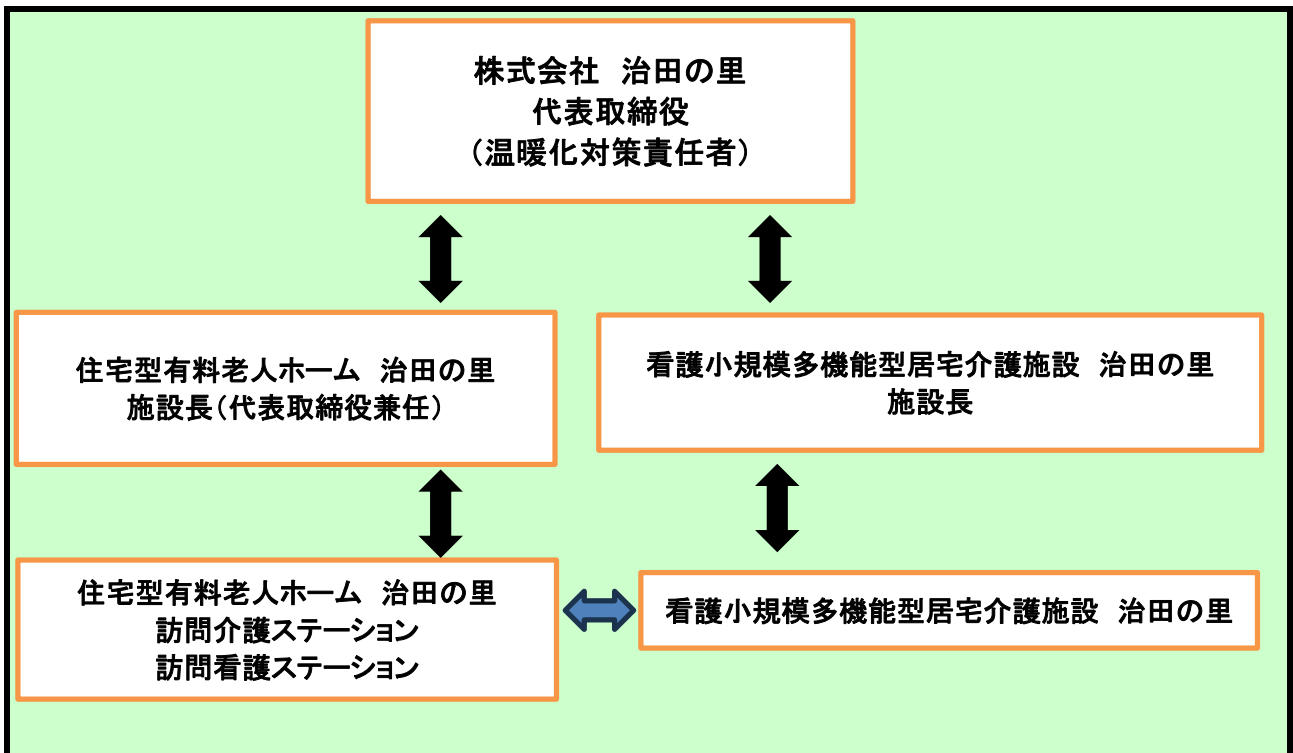 株式会社　治田の里
代表取締役
（温暖化対策責任者）
住宅型有料老人ホーム　治田の里
施設長（代表取締役兼任）
看護小規模多機能型居宅介護施設　治田の里
施設長
住宅型有料老人ホーム　治田の里
訪問介護ステーション
訪問看護ステーション
看護小規模多機能型居宅介護施設　治田の里